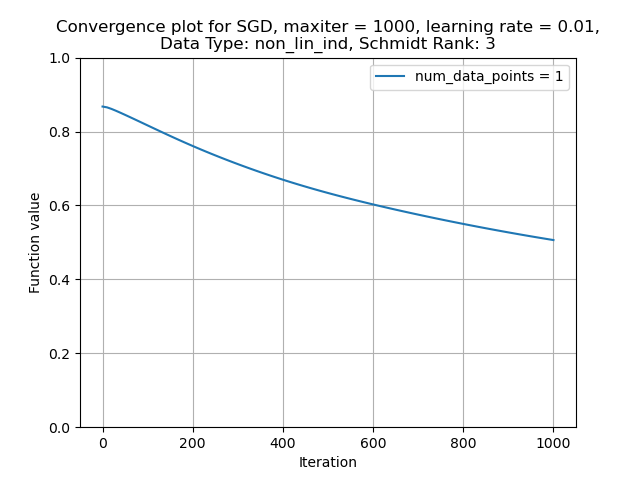 Convergence plot for SGD, maxiter = 1000, learning rate = 0.01,
Data Type: non_lin_ind, Schmidt Rank: 3
num_data_points = 1
Function value
1.0
0.8
0.6
0.4
0.2
0.0
0 200 400 600 800 1000
Iteration